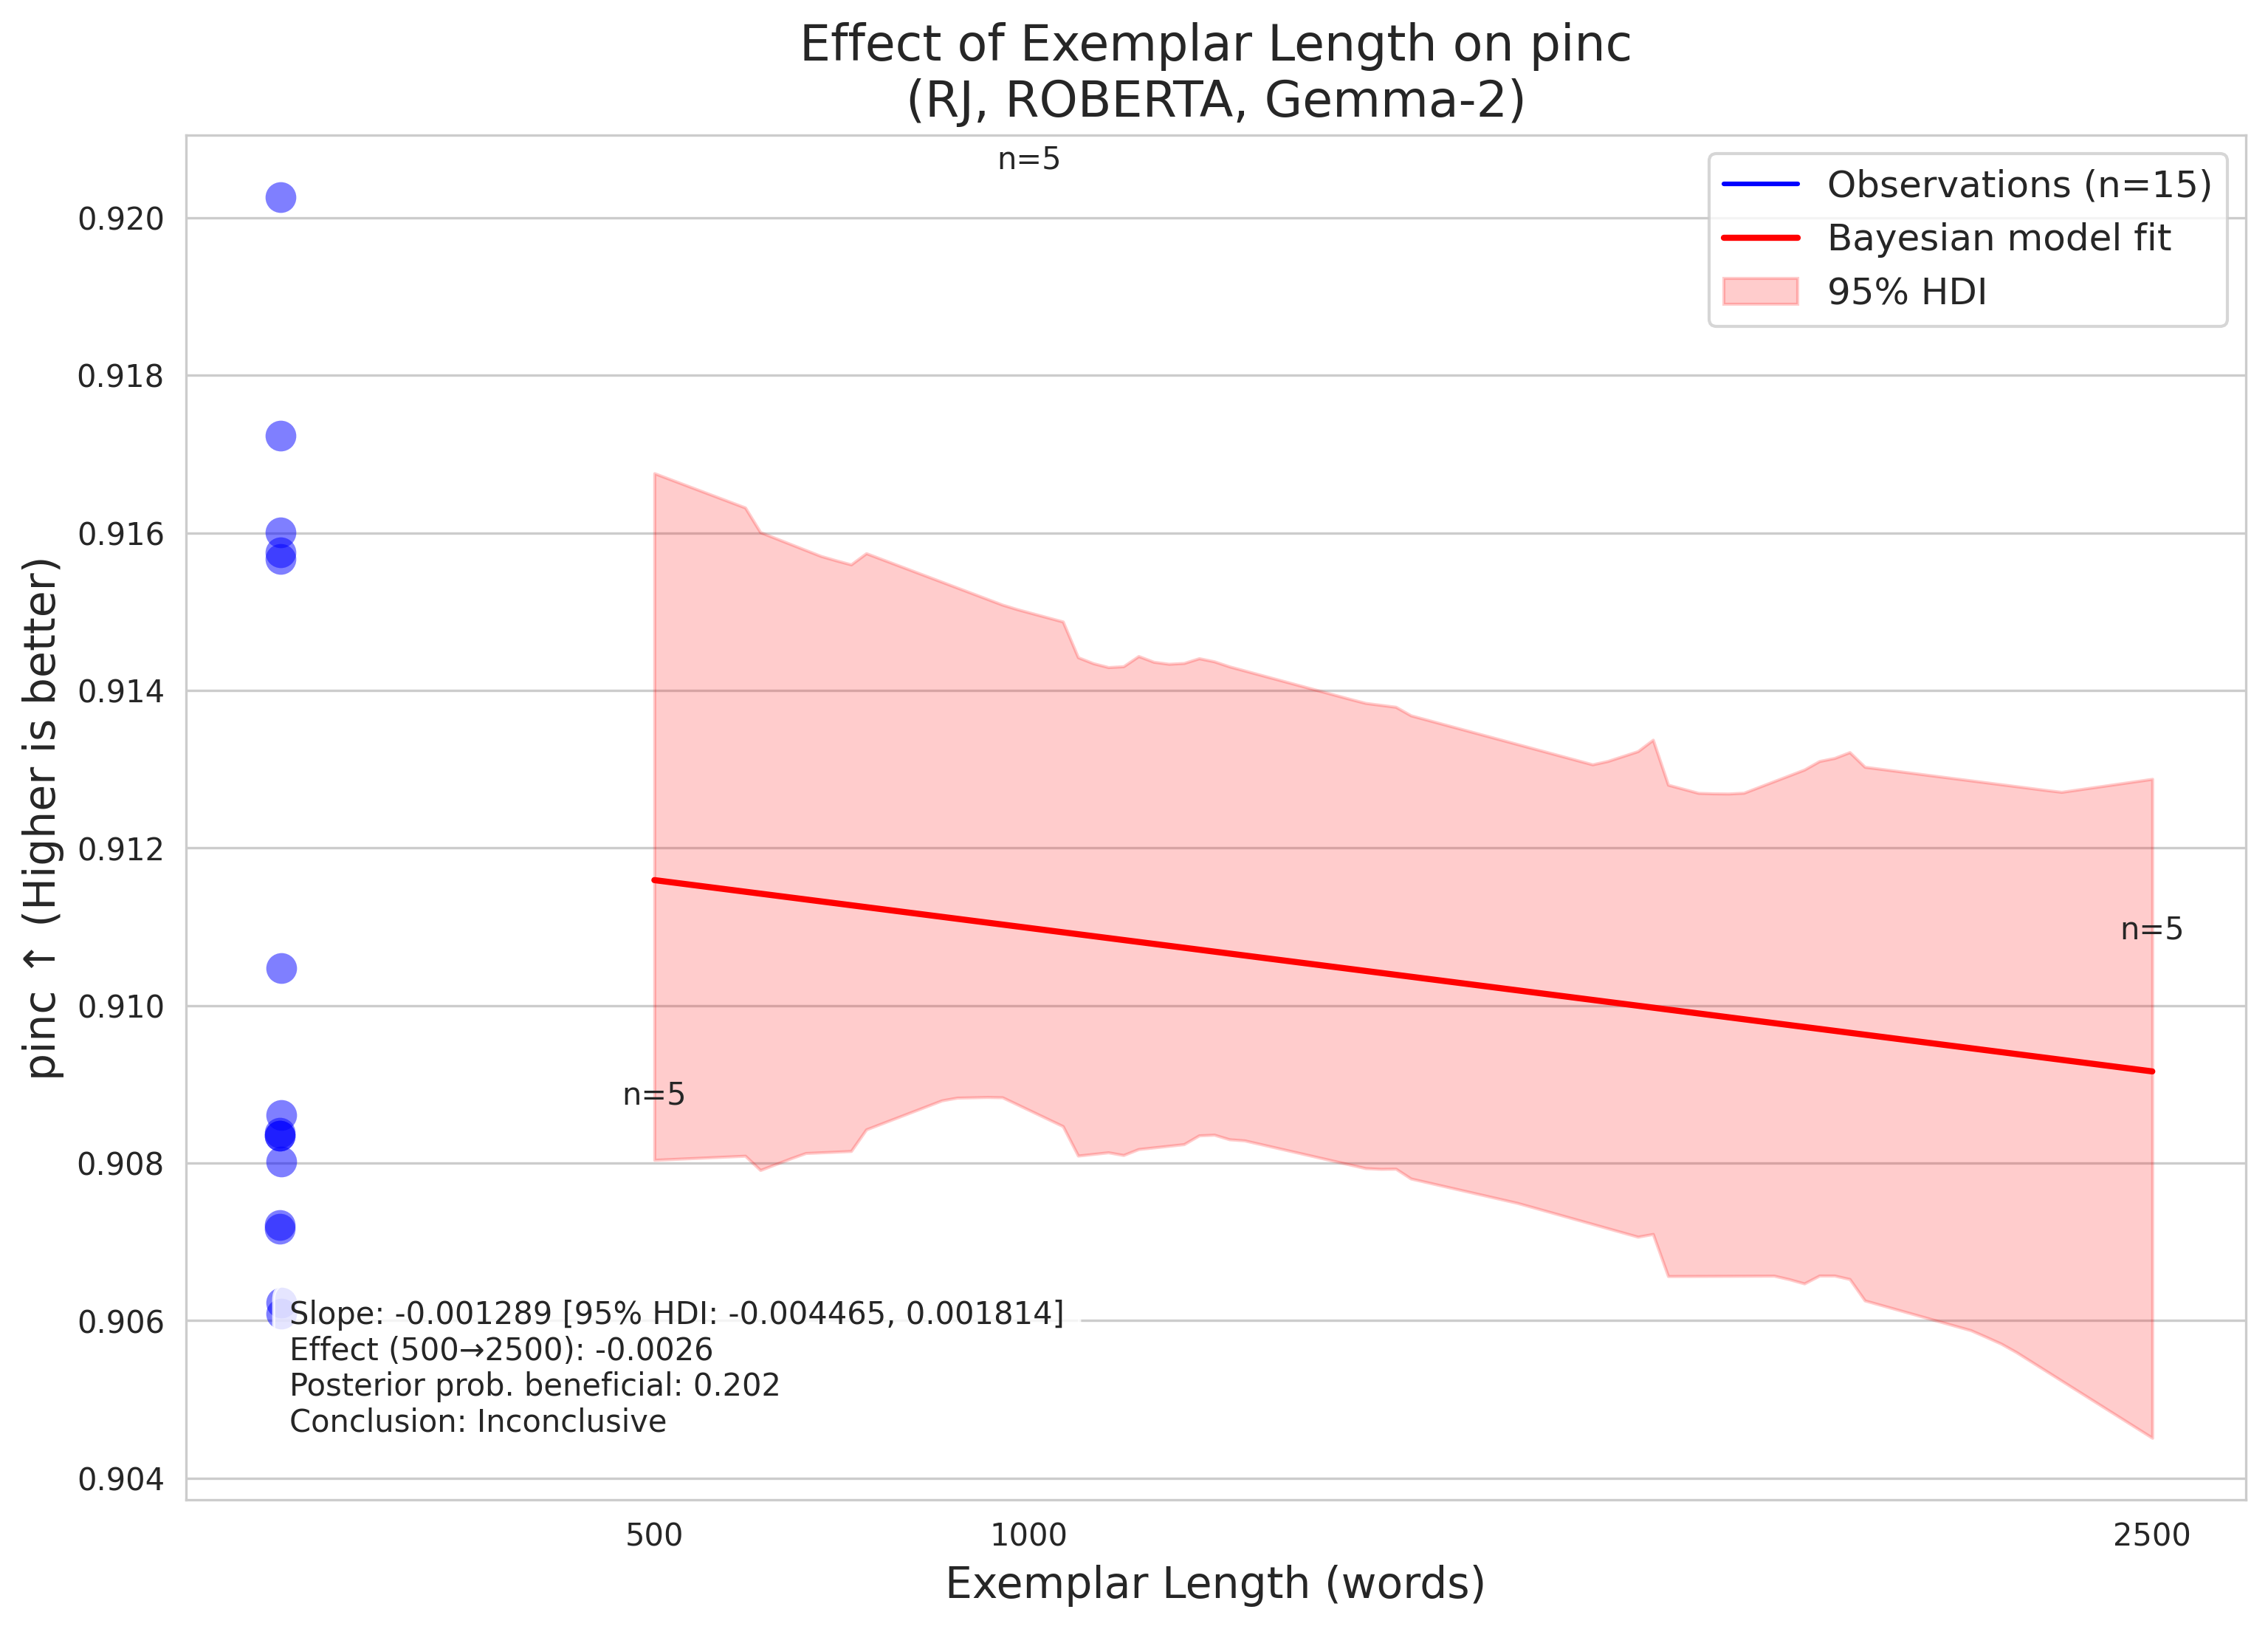 Effect of Exemplar Length on pinc
(RJ, ROBERTA, Gemma-2)
n=5
Observations (n=15)
Bayesian model fit
95% HDI
0.920
0.918
0.916
0.914
0.912
0.910
0.908
0.906
0.904
pinc ↑ (Higher is better)
n=5
n=5
Slope: -0.001289 [95% HDI: -0.004465, 0.001814]
Effect (500→2500): -0.0026
Posterior prob. beneficial: 0.202
Conclusion: Inconclusive
500
1000
2500
Exemplar Length (words)